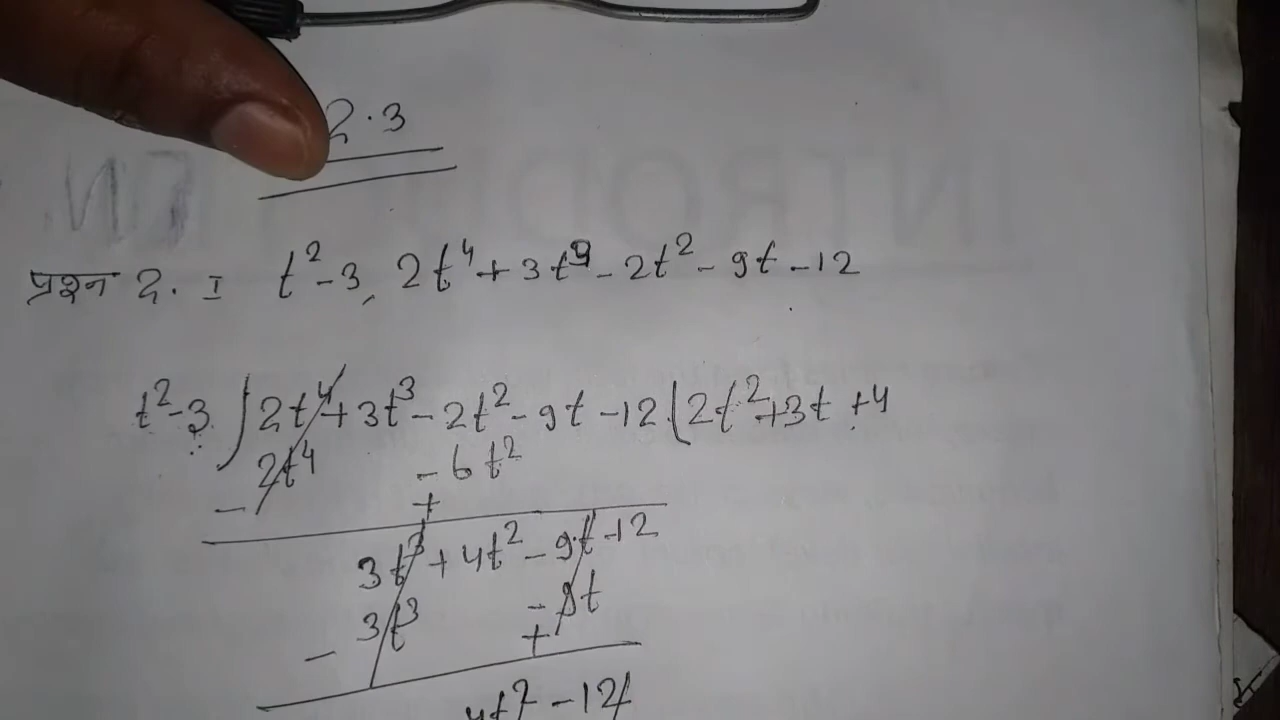 2.3
प्रश्न 2. I t²-3, 2t⁴+3t⁹-2t²-9t-12
t²-3 ) 2t⁴+3t³-2t²-9t-12 ( 2t²+3t+4
2t⁴ -6t²
- +
3t³+4t²-9t-12
3t³ -9t
- +
4t²-12